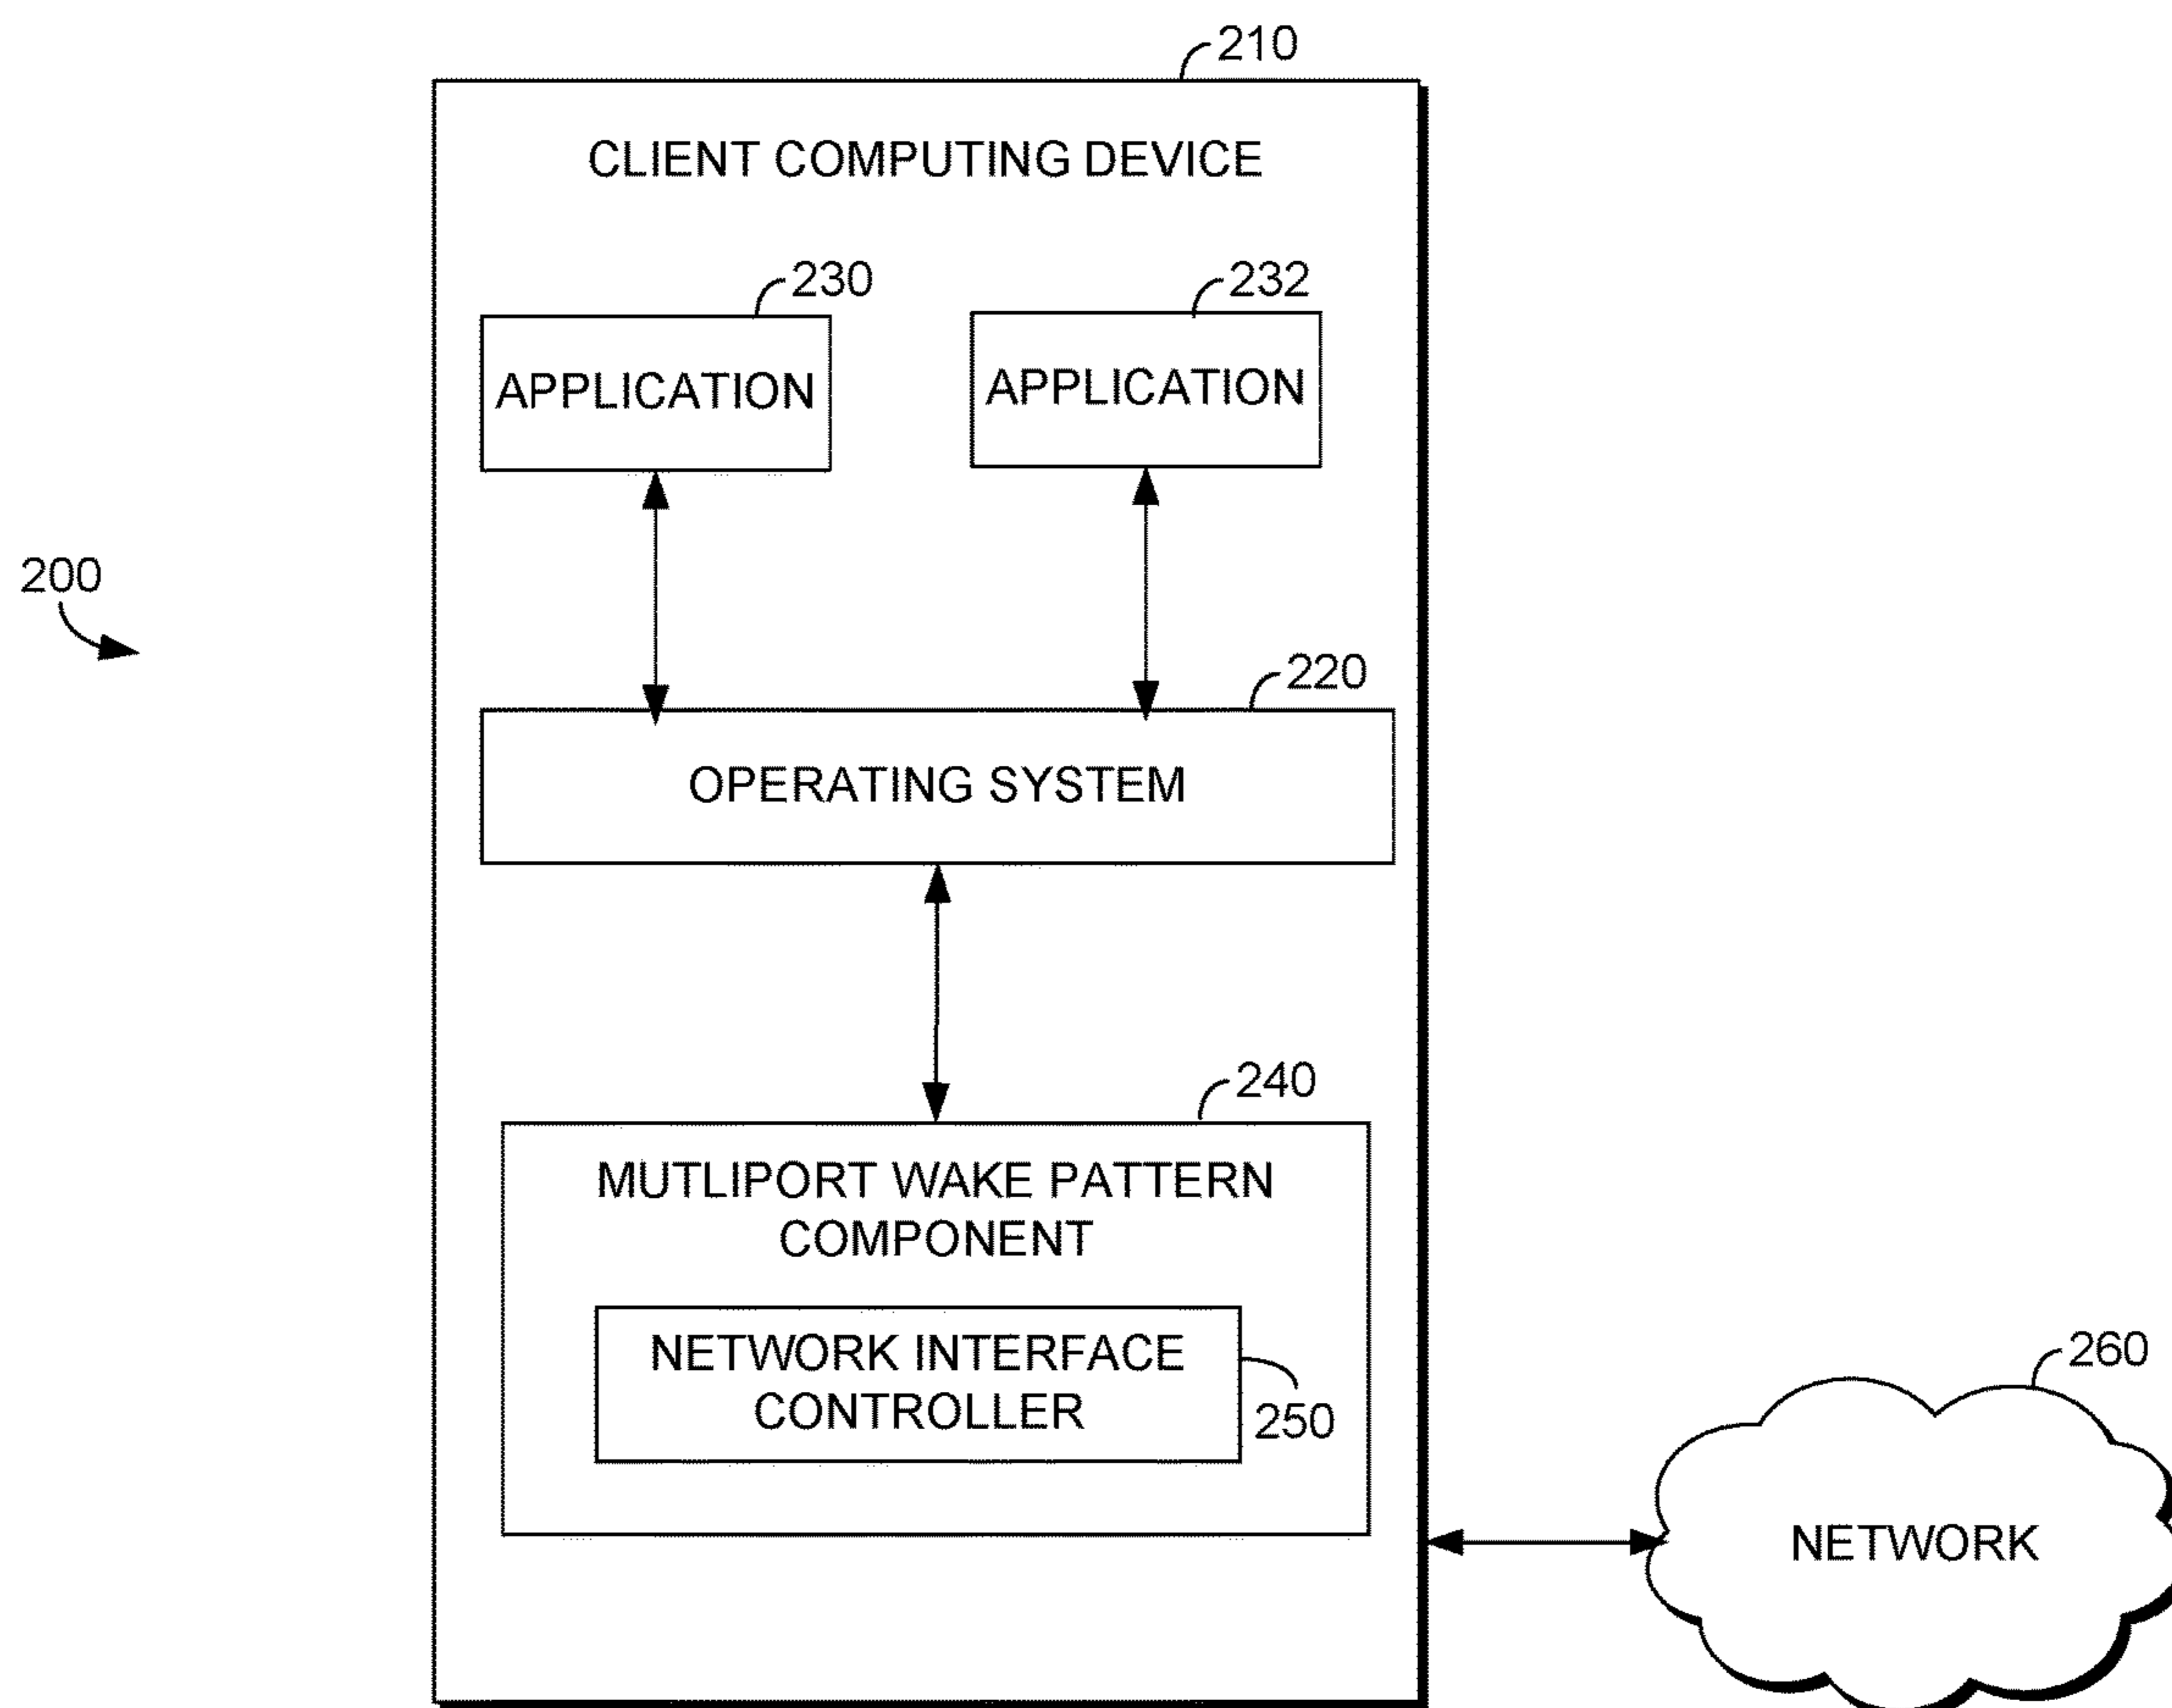 210
CLIENT COMPUTING DEVICE
230
232
APPLICATION
APPLICATION
200
220
OPERATING SYSTEM
240
MUTLIPORT WAKE PATTERN
COMPONENT
NETWORK INTERFACE
CONTROLLER
250
260
NETWORK